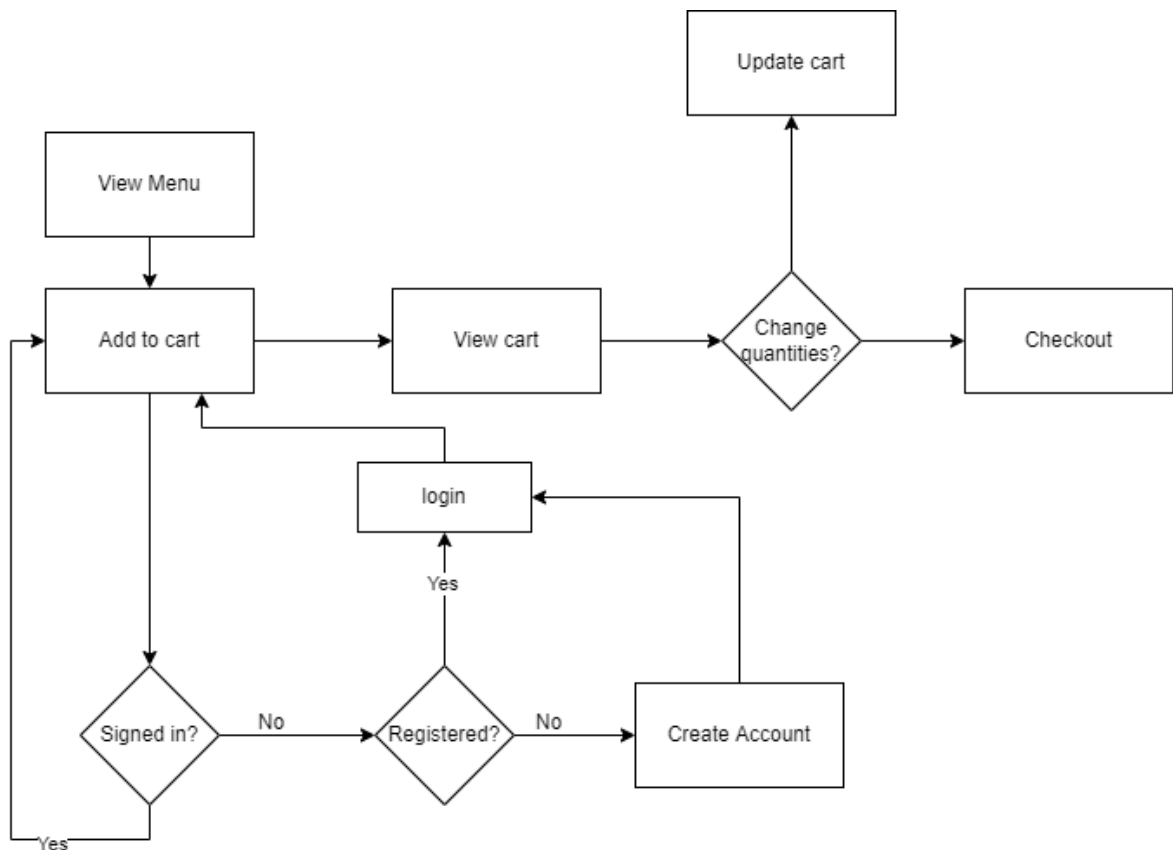 Update cart
View Menu
Add to cart
View cart
Change
quantities?
Checkout
login
Yes
Signed in?
No
Registered?
No
Create Account
Yes